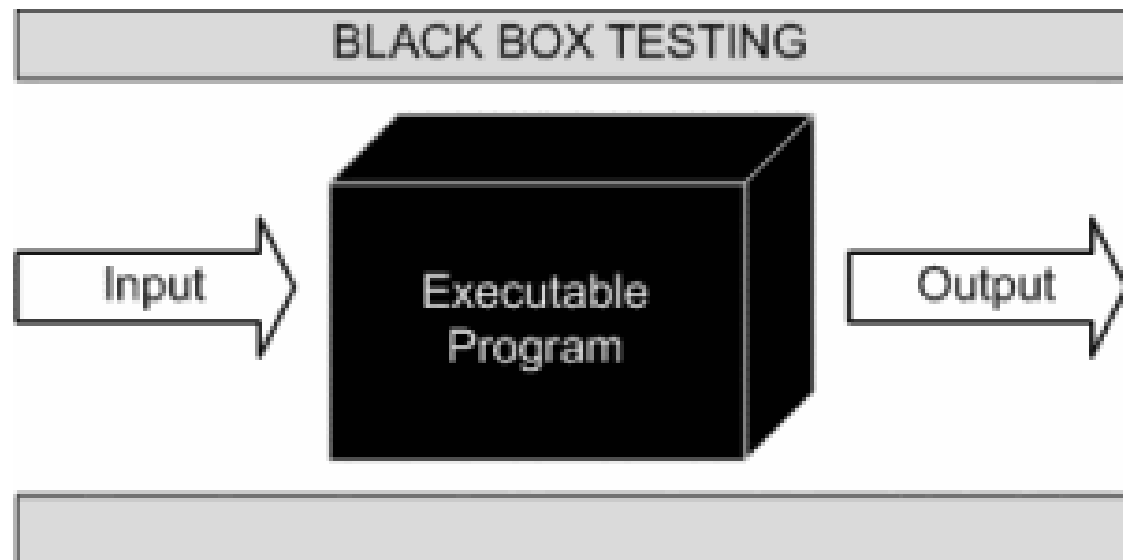 BLACK BOX TESTING
Input
Executable
Program
Output